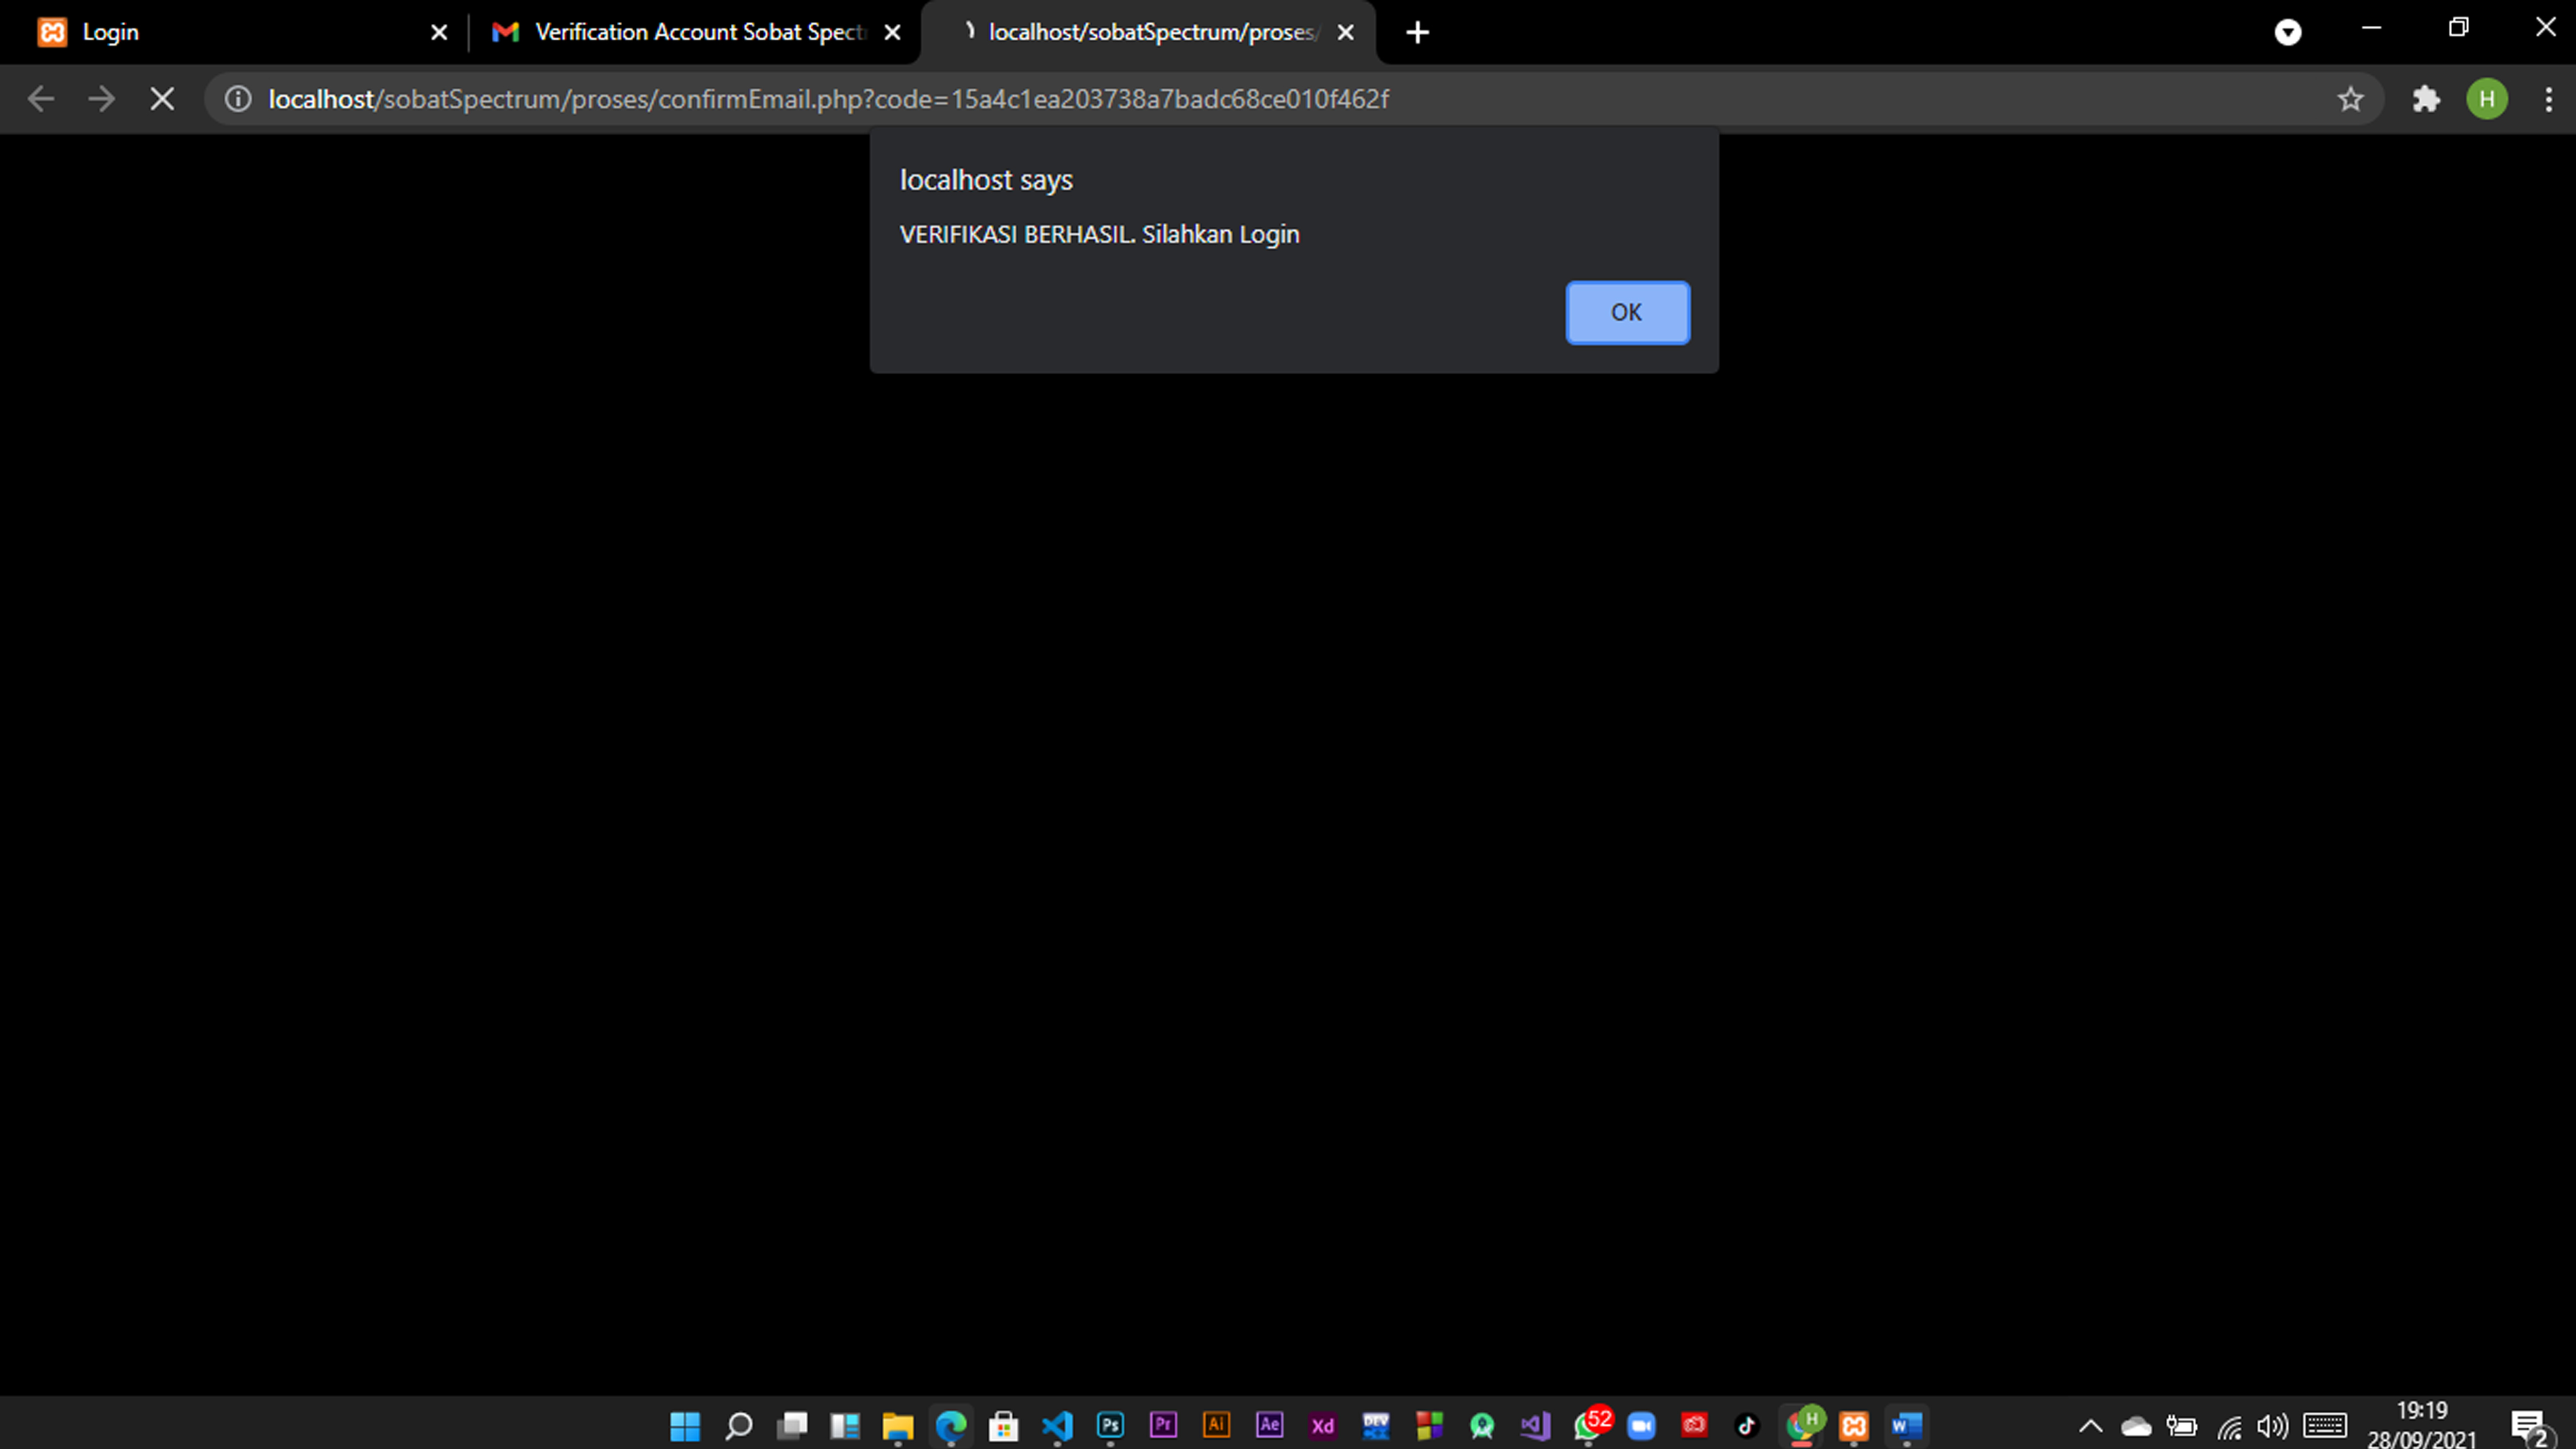 Login
Verification Account Sobat Spect
localhost/sobatSpectrum/proses/
localhost/sobatSpectrum/proses/confirmEmail.php?code=15a4c1ea203738a7badc68ce010f462f
H
localhost says
VERIFIKASI BERHASIL. Silahkan Login
OK
Ps
Pr
Ai
Ae
Xd
DEV
52
H
W
19:19
28/09/2021
2